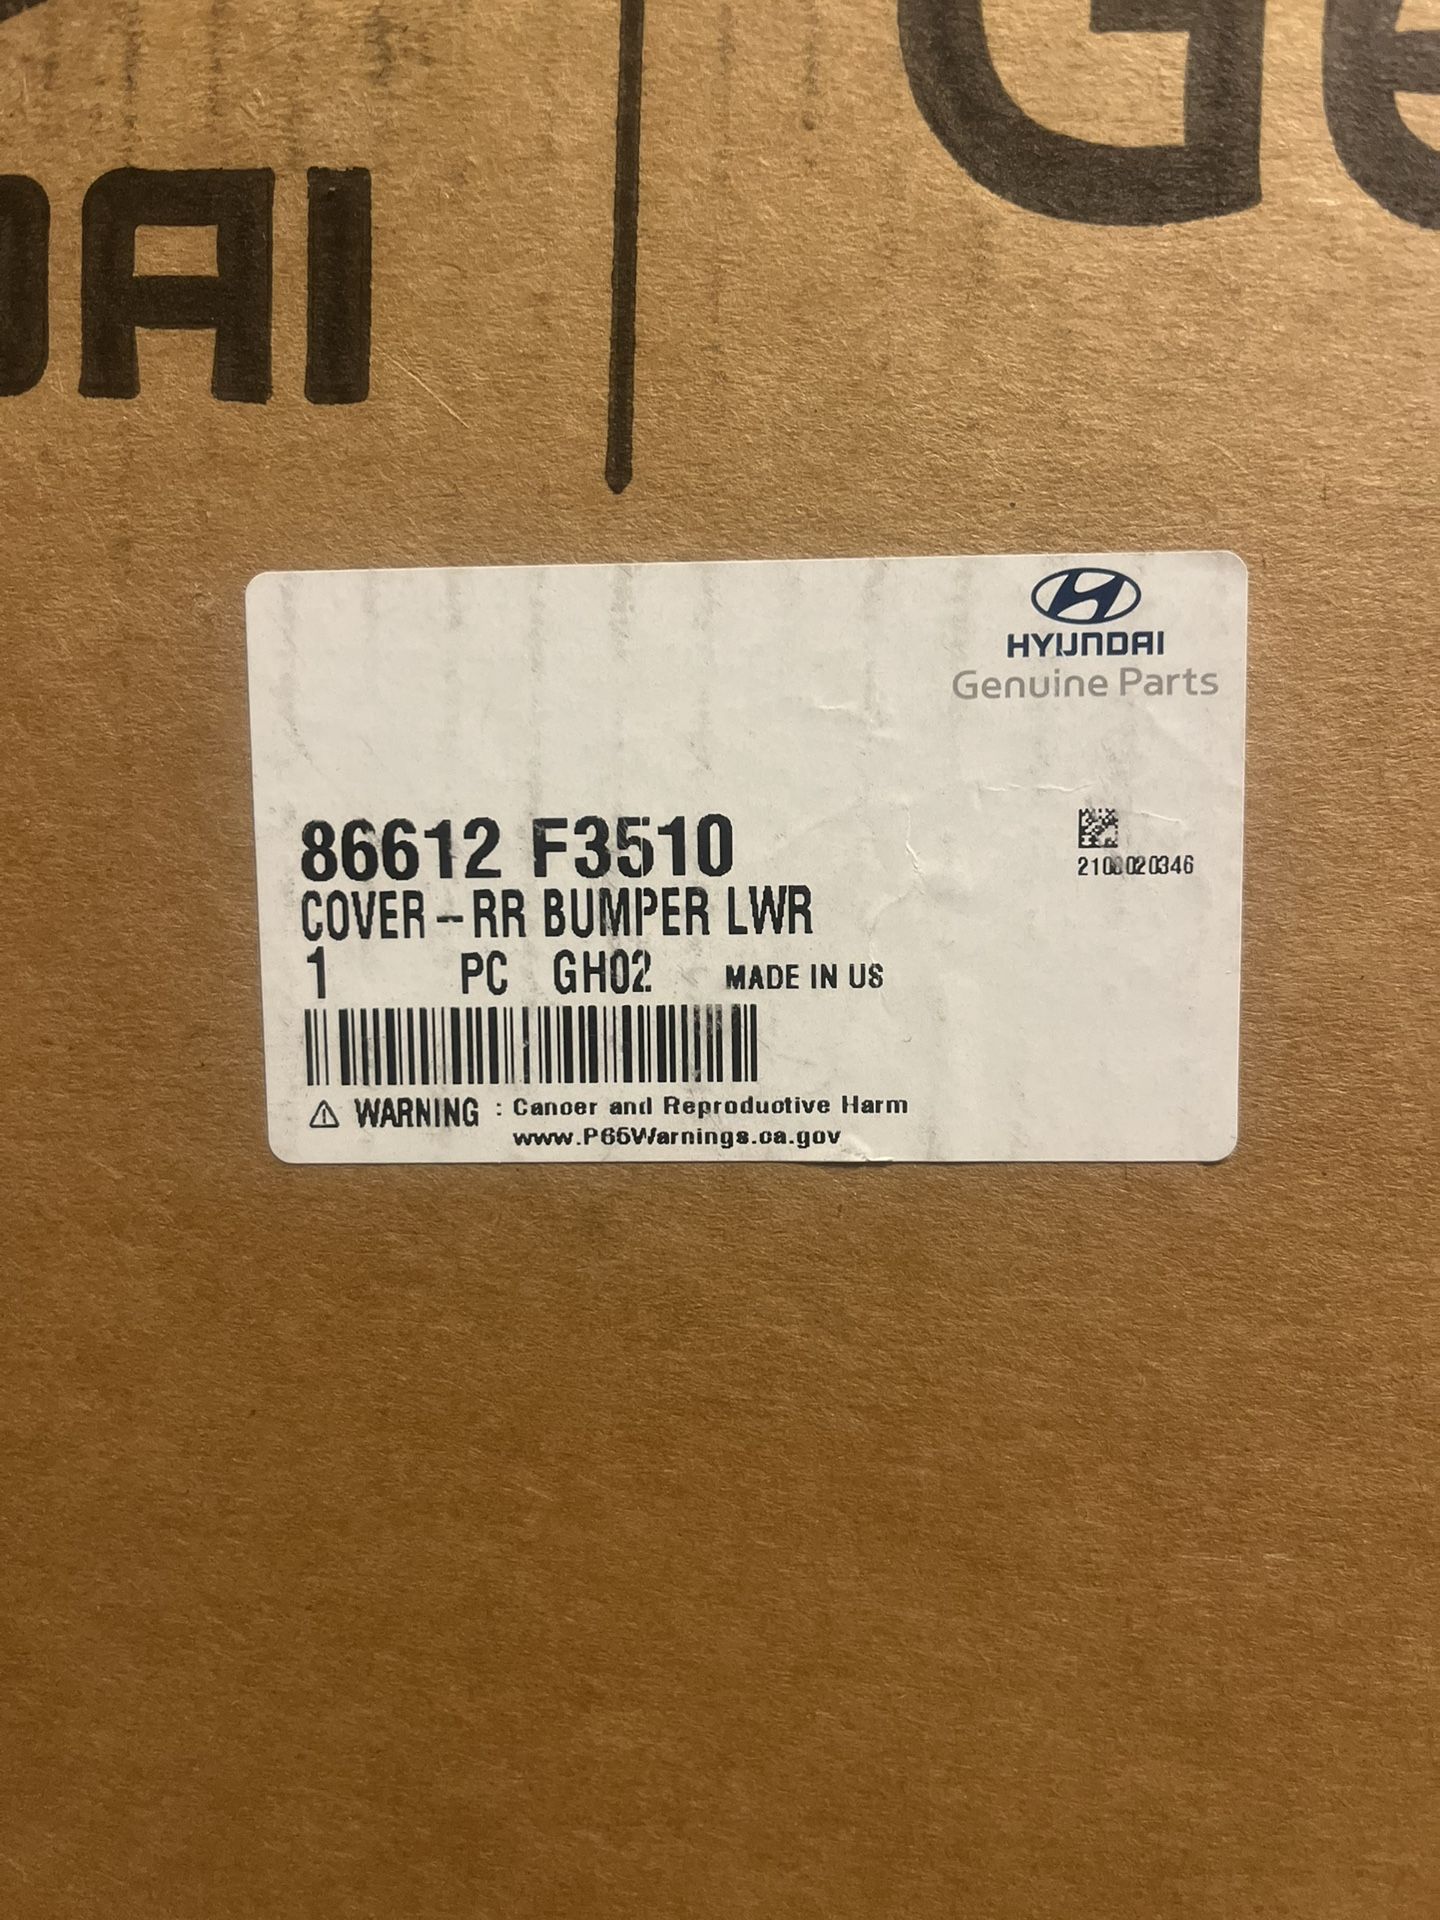 DAI
Ge
HYUNDAI
Genuine Parts
86612 F3510
COVER-RR BUMPER LWR
1 PC GH02 MADE IN US
⚠ WARNING : Cancer and Reproductive Harm
www.P65Warnings.ca.gov